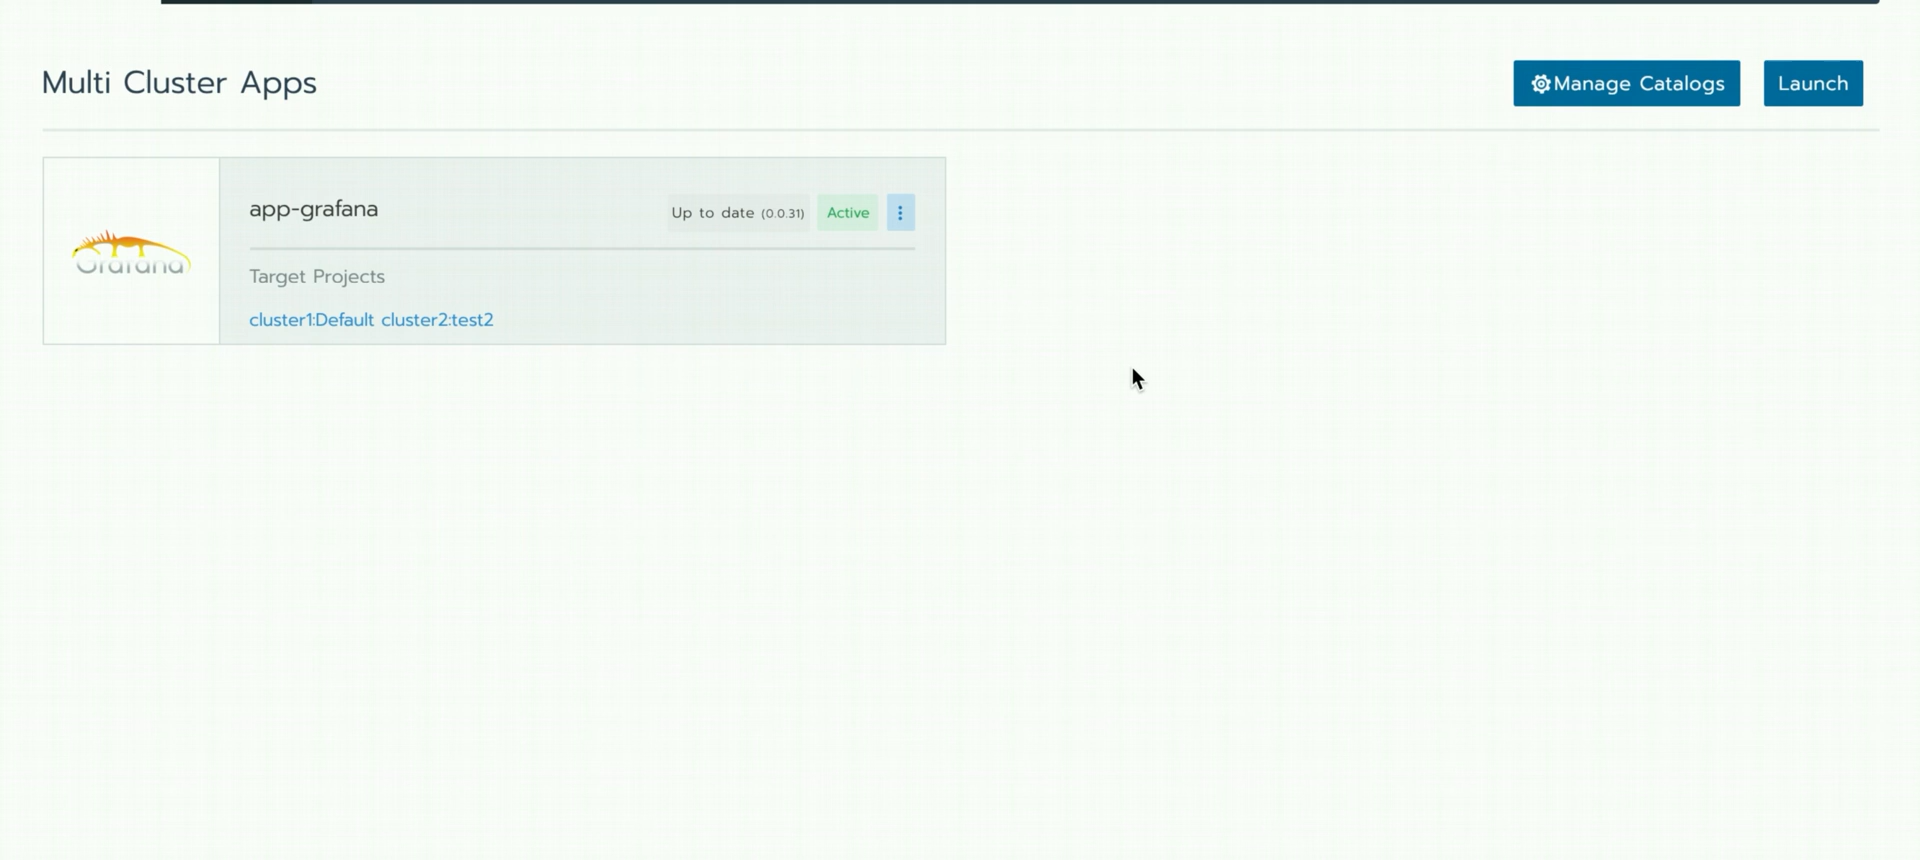 Multi Cluster Apps
Manage Catalogs
Launch
app-grafana
Up to date (0.0.31)
Active
Grafana
Target Projects
cluster1:Default cluster2:test2